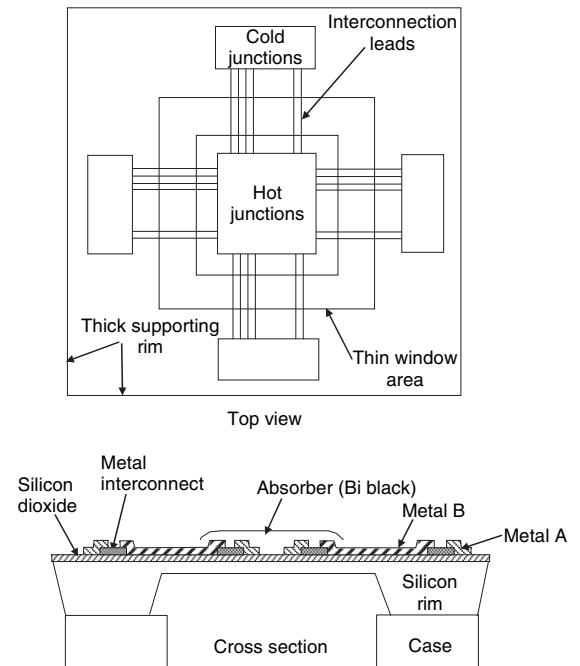 Cold
junctions
Interconnection
leads
Hot
junctions
Thick supporting
rim
Thin window
area
Top view
Metal
interconnect
Silicon
dioxide
Absorber (Bi black)
Metal B
Metal A
Silicon
rim
Cross section
Case